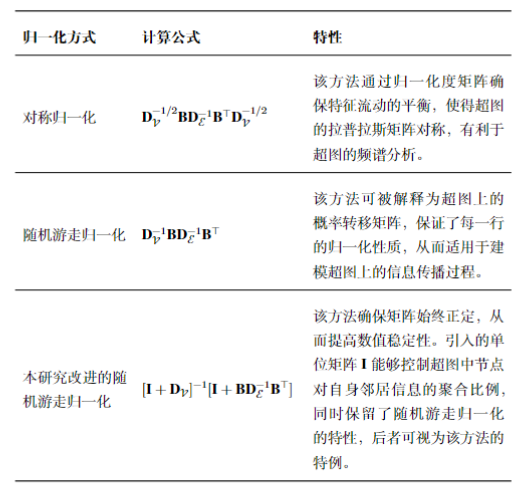 归一化方式 计算公式 特性
该方法通过归一化度矩阵确
保特征流动的平衡，使得超图
对称归一化 $\mathbf{D}_{\mathcal{V}}^{-1/2}\mathbf{B}\mathbf{D}_{\mathcal{E}}^{-1}\mathbf{B}^{\top}\mathbf{D}_{\mathcal{V}}^{-1/2}$
的拉普拉斯矩阵对称，有利于
超图的频谱分析。
该方法可被解释为超图上的
概率转移矩阵，保证了每一行
随机游走归一化 $\mathbf{D}_{\mathcal{V}}^{-1}\mathbf{B}\mathbf{D}_{\mathcal{E}}^{-1}\mathbf{B}^{\top}$
的归一化性质，从而适用于建
模超图上的信息传播过程。
该方法确保矩阵始终正定，从
而提高数值稳定性。引入的单
本研究改进的随
机游走归一化
$[\mathbf{I}+\mathbf{D}_{\mathcal{V}}]^{-1}[\mathbf{I}+\mathbf{B}\mathbf{D}_{\mathcal{E}}^{-1}\mathbf{B}^{\top}]$
位矩阵 I 能够控制超图中节点
对自身邻居信息的聚合比例，
同时保留了随机游走归一化
的特性，后者可视为该方法的
特例。